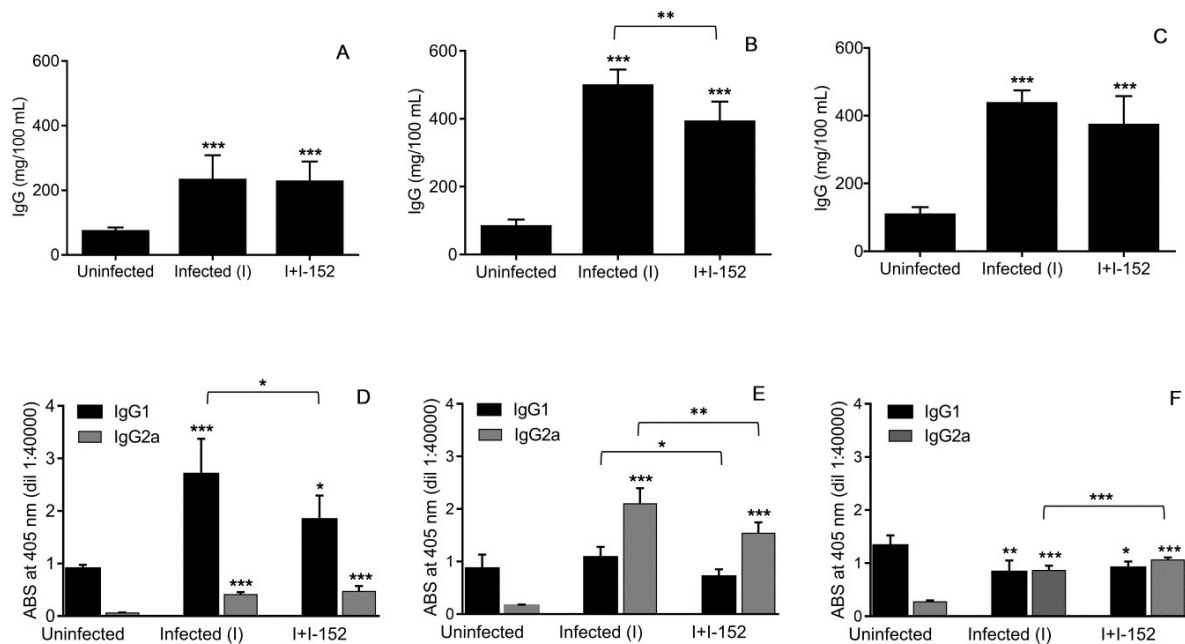 A
IgG (mg/100 mL)
600
400
200
0
***
***
Uninfected
Infected (I)
I+I-152
B
IgG (mg/100 mL)
600
400
200
0
**
***
***
Uninfected
Infected (I)
I+I-152
C
IgG (mg/100 mL)
600
400
200
0
***
***
Uninfected
Infected (I)
I+I-152
D
ABS at 405 nm (dil 1:40000)
4
3
2
1
0
IgG1
IgG2a
*
***
***
*
***
Uninfected
Infected (I)
I+I-152
E
ABS at 405 nm (dil 1:40000)
4
3
2
1
0
IgG1
IgG2a
**
*
***
***
Uninfected
Infected (I)
I+I-152
F
ABS at 405 nm (dil 1:40000)
4
3
2
1
0
IgG1
IgG2a
***
**
***
*
***
Uninfected
Infected (I)
I+I-152